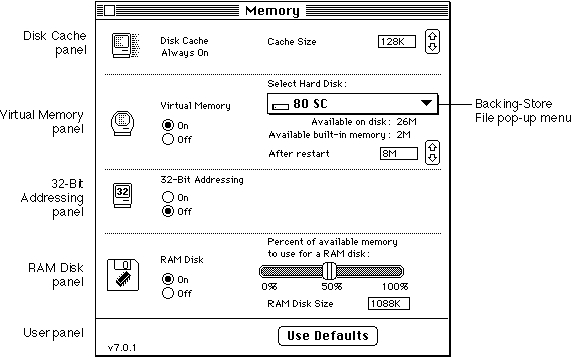 Memory
Disk Cache
panel
Disk Cache
Always On
Cache Size
128K
Select Hard Disk:
80 SC
Backing-Store
File pop-up menu
Virtual Memory
panel
Virtual Memory
On
Off
Available on disk: 26M
Available built-in memory: 2M
After restart
8M
32-Bit
Addressing
panel
32
32-Bit Addressing
On
Off
RAM Disk
panel
RAM Disk
On
Off
Percent of available memory
to use for a RAM disk:
0% 50% 100%
RAM Disk Size
1088K
User panel
v7.0.1
Use Defaults